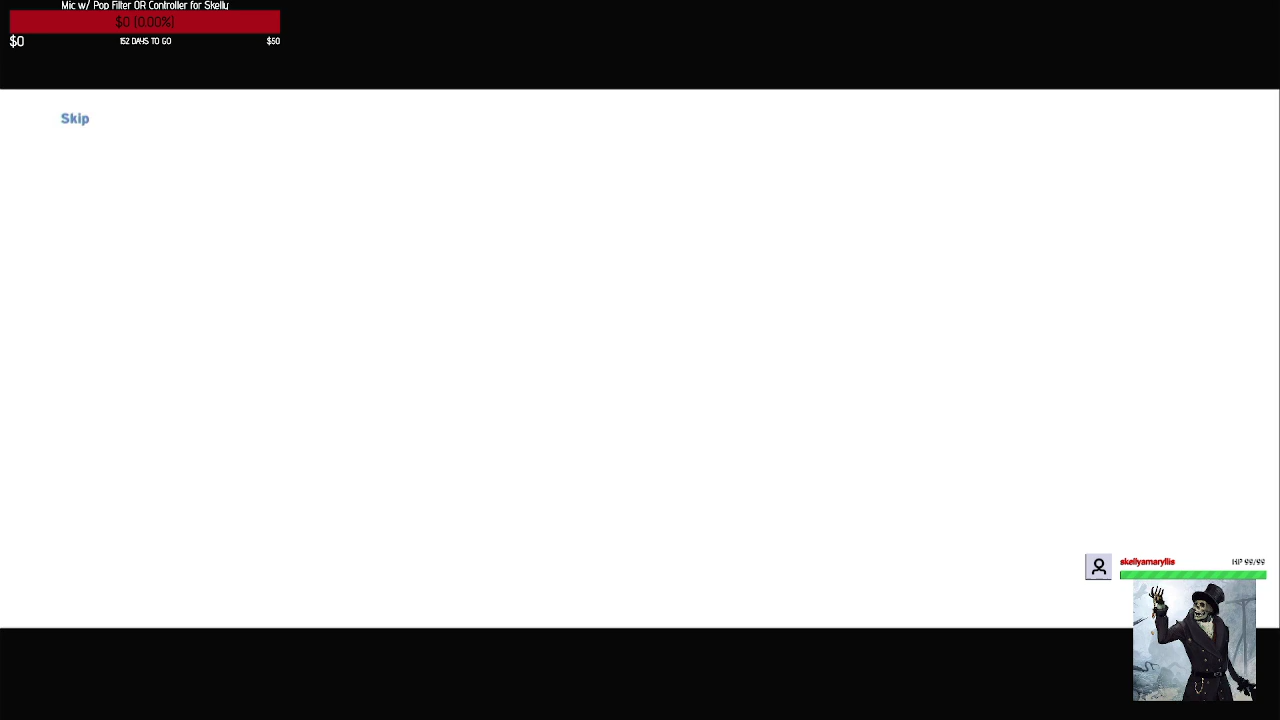 Mic w/ Pop Filter OR Controller for Skelly
$0 (0.00%)
$0 152 DAYS TO GO $50
Skip
skellyamaryllis HP 99/99